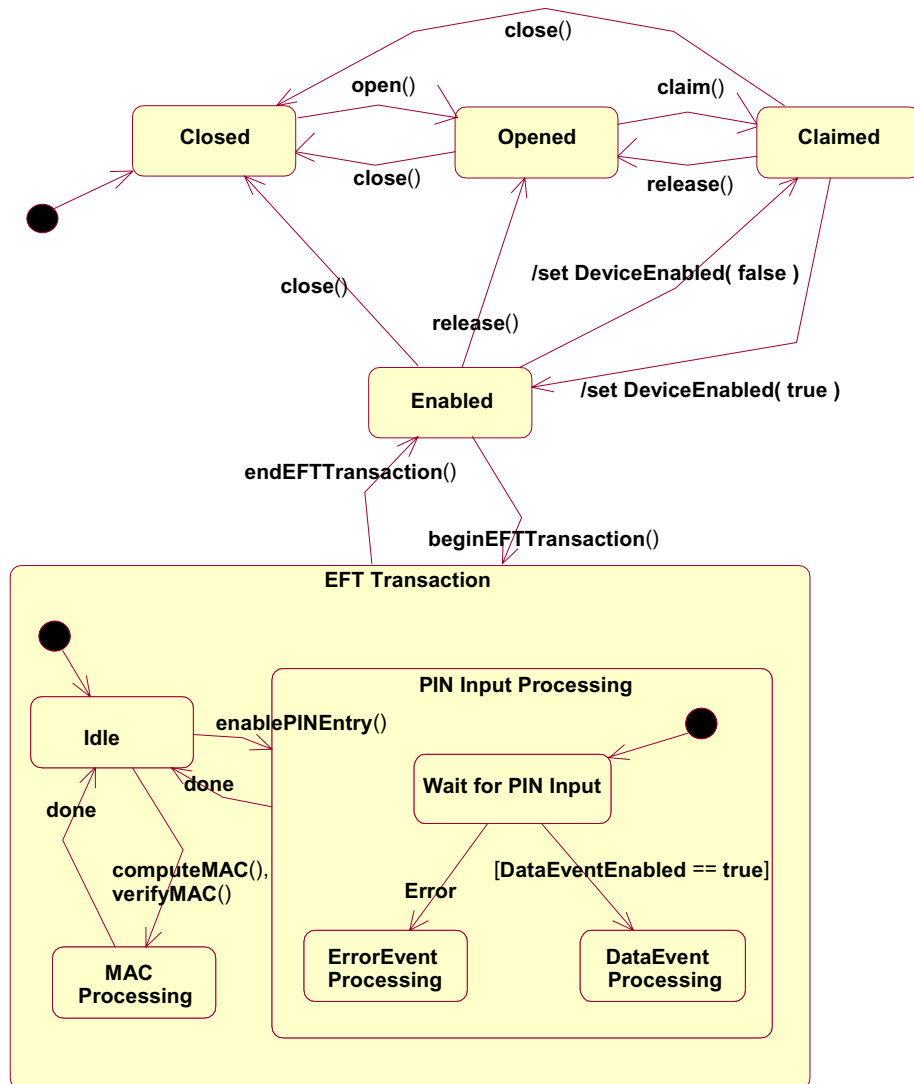 close()
open()
claim()
Closed
Opened
Claimed
close()
release()
/set DeviceEnabled( false )
close()
release()
/set DeviceEnabled( true )
Enabled
endEFTTransaction()
beginEFTTransaction()
EFT Transaction
PIN Input Processing
enablePINEntry()
Idle
Wait for PIN Input
done
done
computeMAC(),
verifyMAC()
[DataEventEnabled == true]
Error
MAC
Processing
ErrorEvent
Processing
DataEvent
Processing